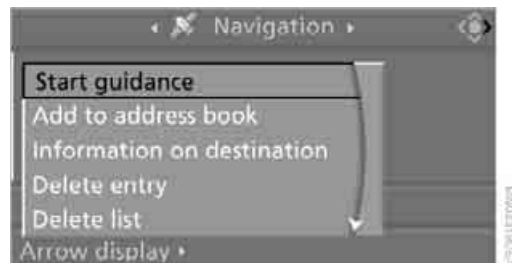 Navigation
Start guidance
Add to address book
Information on destination
Delete entry
Delete list
Arrow display